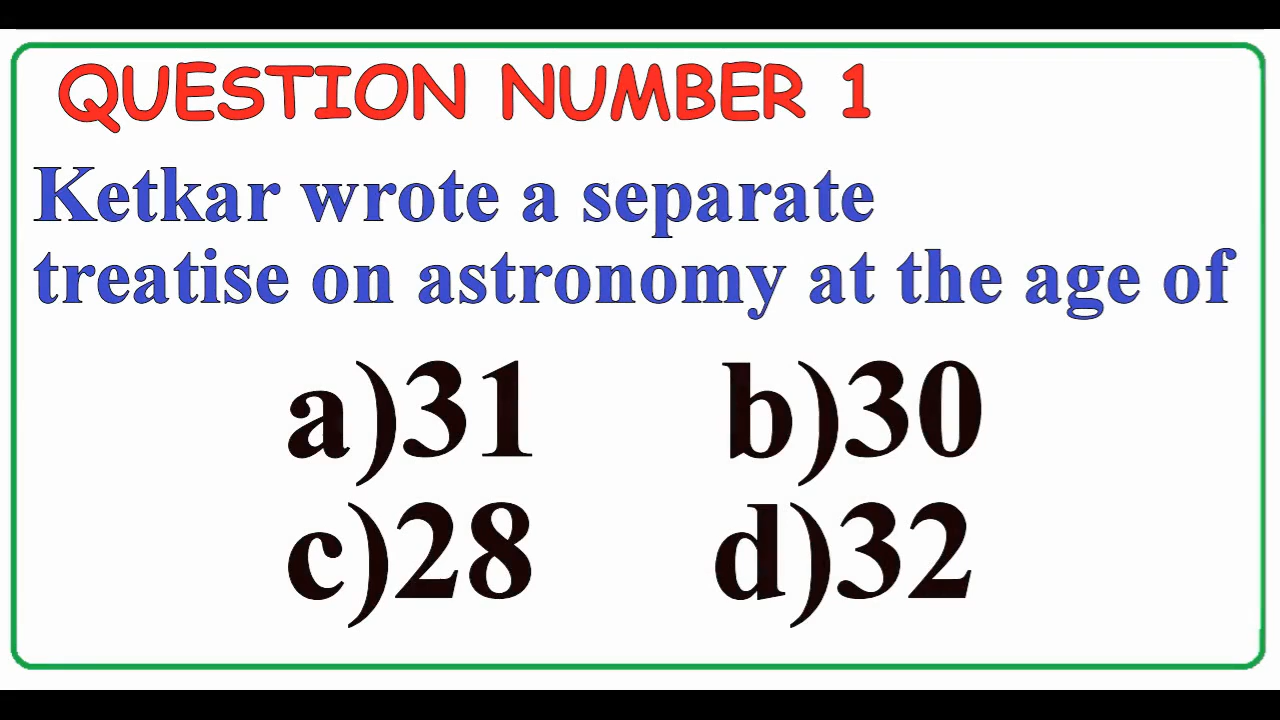 QUESTION NUMBER 1
Ketkar wrote a separate
treatise on astronomy at the age of
a)31 b)30
c)28 d)32